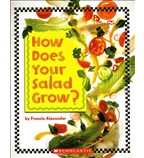 How
Does
Your
Salad
Grow?
by Francie Alexander
SCHOLASTIC